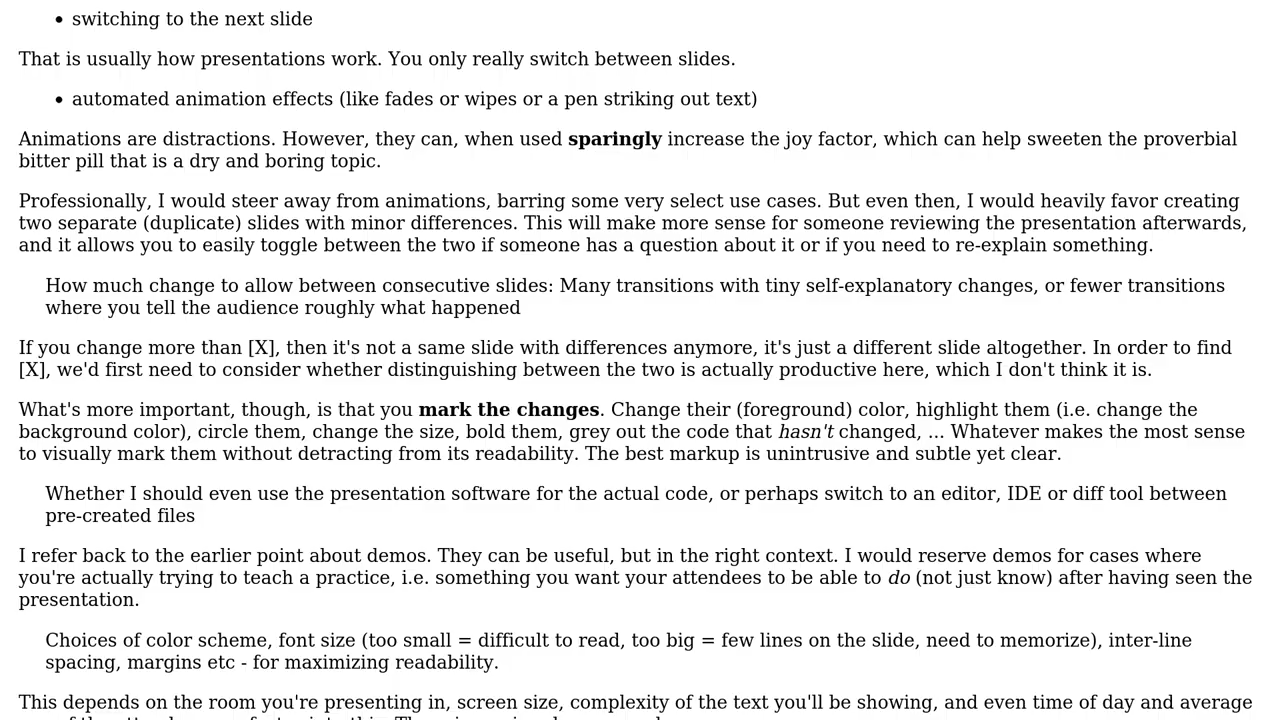 • switching to the next slide
That is usually how presentations work. You only really switch between slides.
• automated animation effects (like fades or wipes or a pen striking out text)
Animations are distractions. However, they can, when used sparingly increase the joy factor, which can help sweeten the proverbial
bitter pill that is a dry and boring topic.
Professionally, I would steer away from animations, barring some very select use cases. But even then, I would heavily favor creating
two separate (duplicate) slides with minor differences. This will make more sense for someone reviewing the presentation afterwards,
and it allows you to easily toggle between the two if someone has a question about it or if you need to re-explain something.
How much change to allow between consecutive slides: Many transitions with tiny self-explanatory changes, or fewer transitions
where you tell the audience roughly what happened
If you change more than [X], then it's not a same slide with differences anymore, it's just a different slide altogether. In order to find
[X], we'd first need to consider whether distinguishing between the two is actually productive here, which I don't think it is.
What's more important, though, is that you mark the changes. Change their (foreground) color, highlight them (i.e. change the
background color), circle them, change the size, bold them, grey out the code that hasn't changed, ... Whatever makes the most sense
to visually mark them without detracting from its readability. The best markup is unintrusive and subtle yet clear.
Whether I should even use the presentation software for the actual code, or perhaps switch to an editor, IDE or diff tool between
pre-created files
I refer back to the earlier point about demos. They can be useful, but in the right context. I would reserve demos for cases where
you're actually trying to teach a practice, i.e. something you want your attendees to be able to do (not just know) after having seen the
presentation.
Choices of color scheme, font size (too small = difficult to read, too big = few lines on the slide, need to memorize), inter-line
spacing, margins etc - for maximizing readability.
This depends on the room you're presenting in, screen size, complexity of the text you'll be showing, and even time of day and average